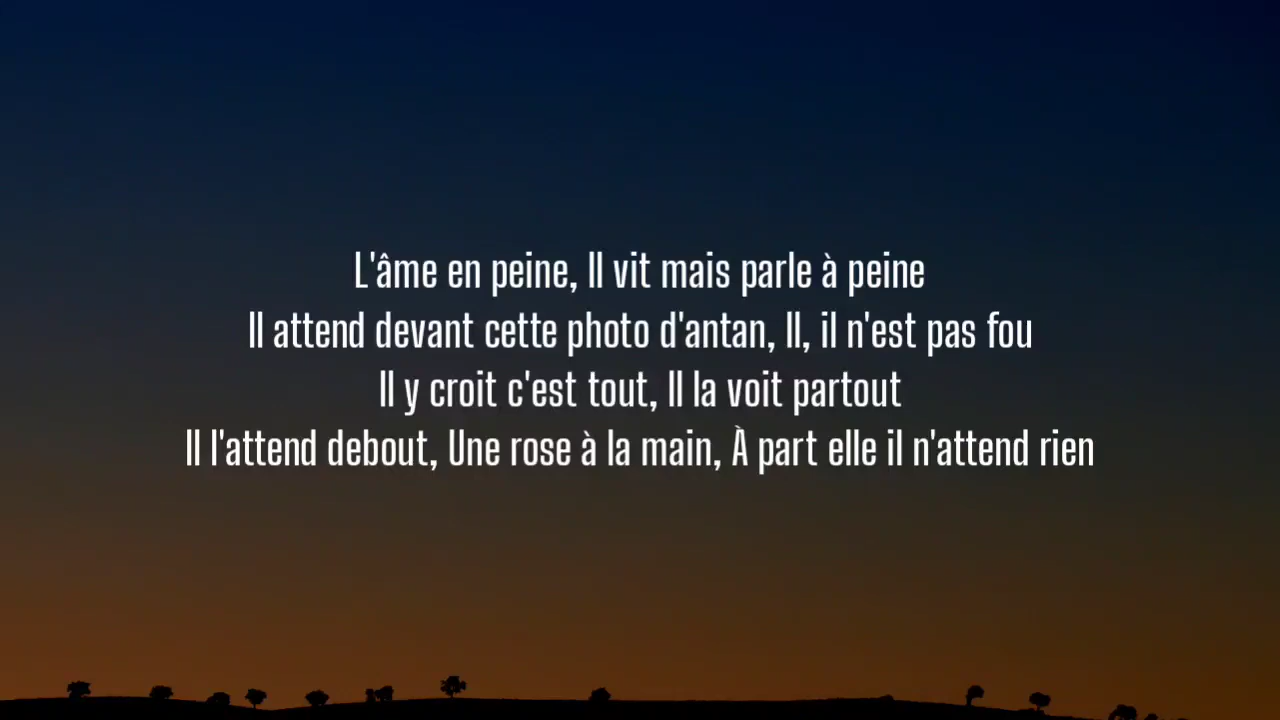 L'âme en peine, Il vit mais parle à peine
Il attend devant cette photo d'antan, Il, il n'est pas fou
Il y croit c'est tout, Il la voit partout
Il l'attend debout, Une rose à la main, À part elle il n'attend rien